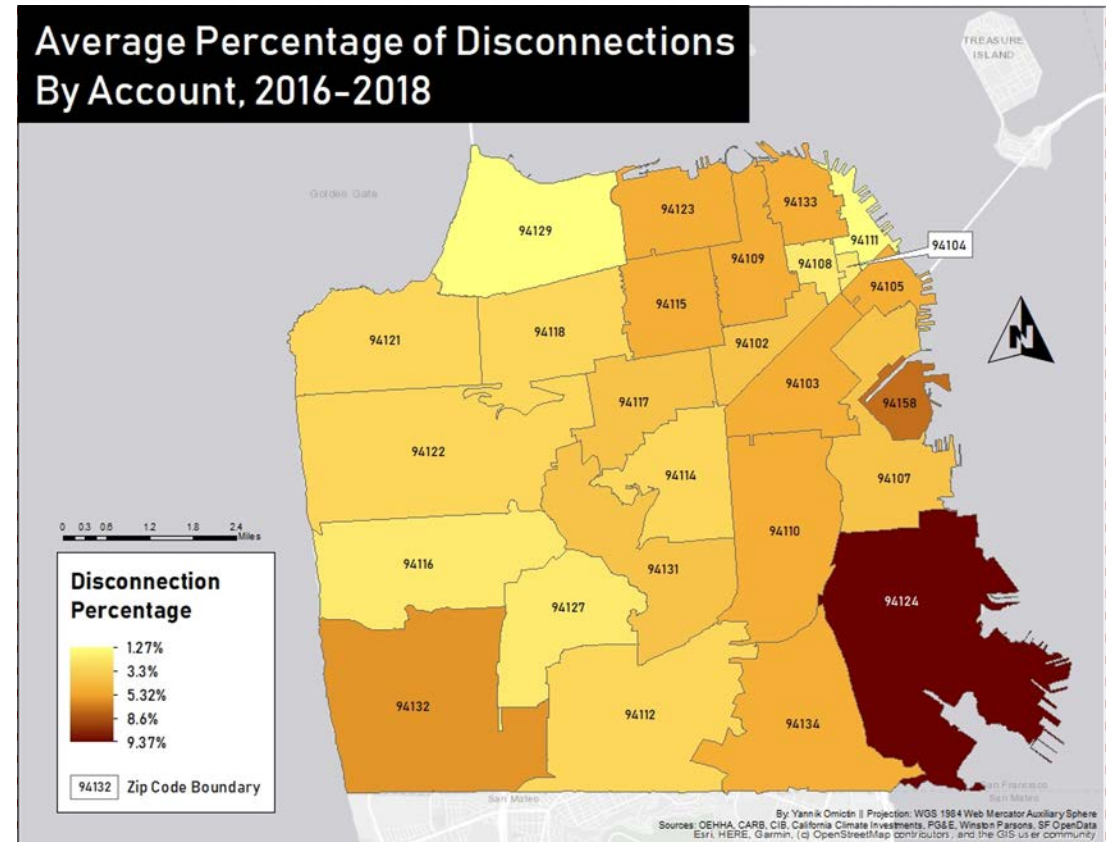 Average Percentage of Disconnections
By Account, 2016-2018
TREASURE
ISLAND
Golden Gate
94129
94123
94133
94111
94104
94109
94108
94105
94115
94118
94121
94102
94103
94117
94158
94122
94114
94107
94110
94116
94131
94124
94127
94132
94112
94134
N
0 0.3 0.6 1.2 1.8 2.4
Miles
Disconnection
Percentage
1.27%
3.3%
5.32%
8.6%
9.37%
94132 Zip Code Boundary
San Mateo
San Francisco
San Mateo
By: Yannik Omictin || Projection: WGS 1984 Web Mercator Auxiliary Sphere
Sources: OEHHA, CARB, CIB, California Climate Investments, PG&E, Winston Parsons, SF OpenData
Esri, HERE, Garmin, (c) OpenStreetMap contributors, and the GIS user community